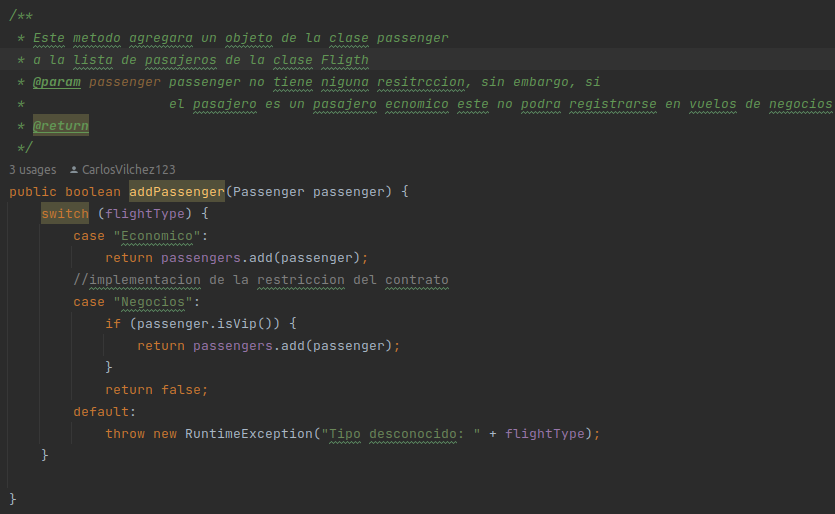 /**
 * Este metodo agregara un objeto de la clase passenger
 * a la lista de pasajeros de la clase Fligth
 * @param passenger passenger no tiene niguna resitrccion, sin embargo, si
 *                  el pasajero es un pasajero ecnomico este no podra registrarse en vuelos de negocios
 * @return
 */
3 usages CarlosVilchez123
public boolean addPassenger(Passenger passenger) {
    switch (flightType) {
        case "Economico":
            return passengers.add(passenger);
        //implementacion de la restriccion del contrato
        case "Negocios":
            if (passenger.isVip()) {
                return passengers.add(passenger);
            }
            return false;
        default:
            throw new RuntimeException("Tipo desconocido: " + flightType);
    }
}